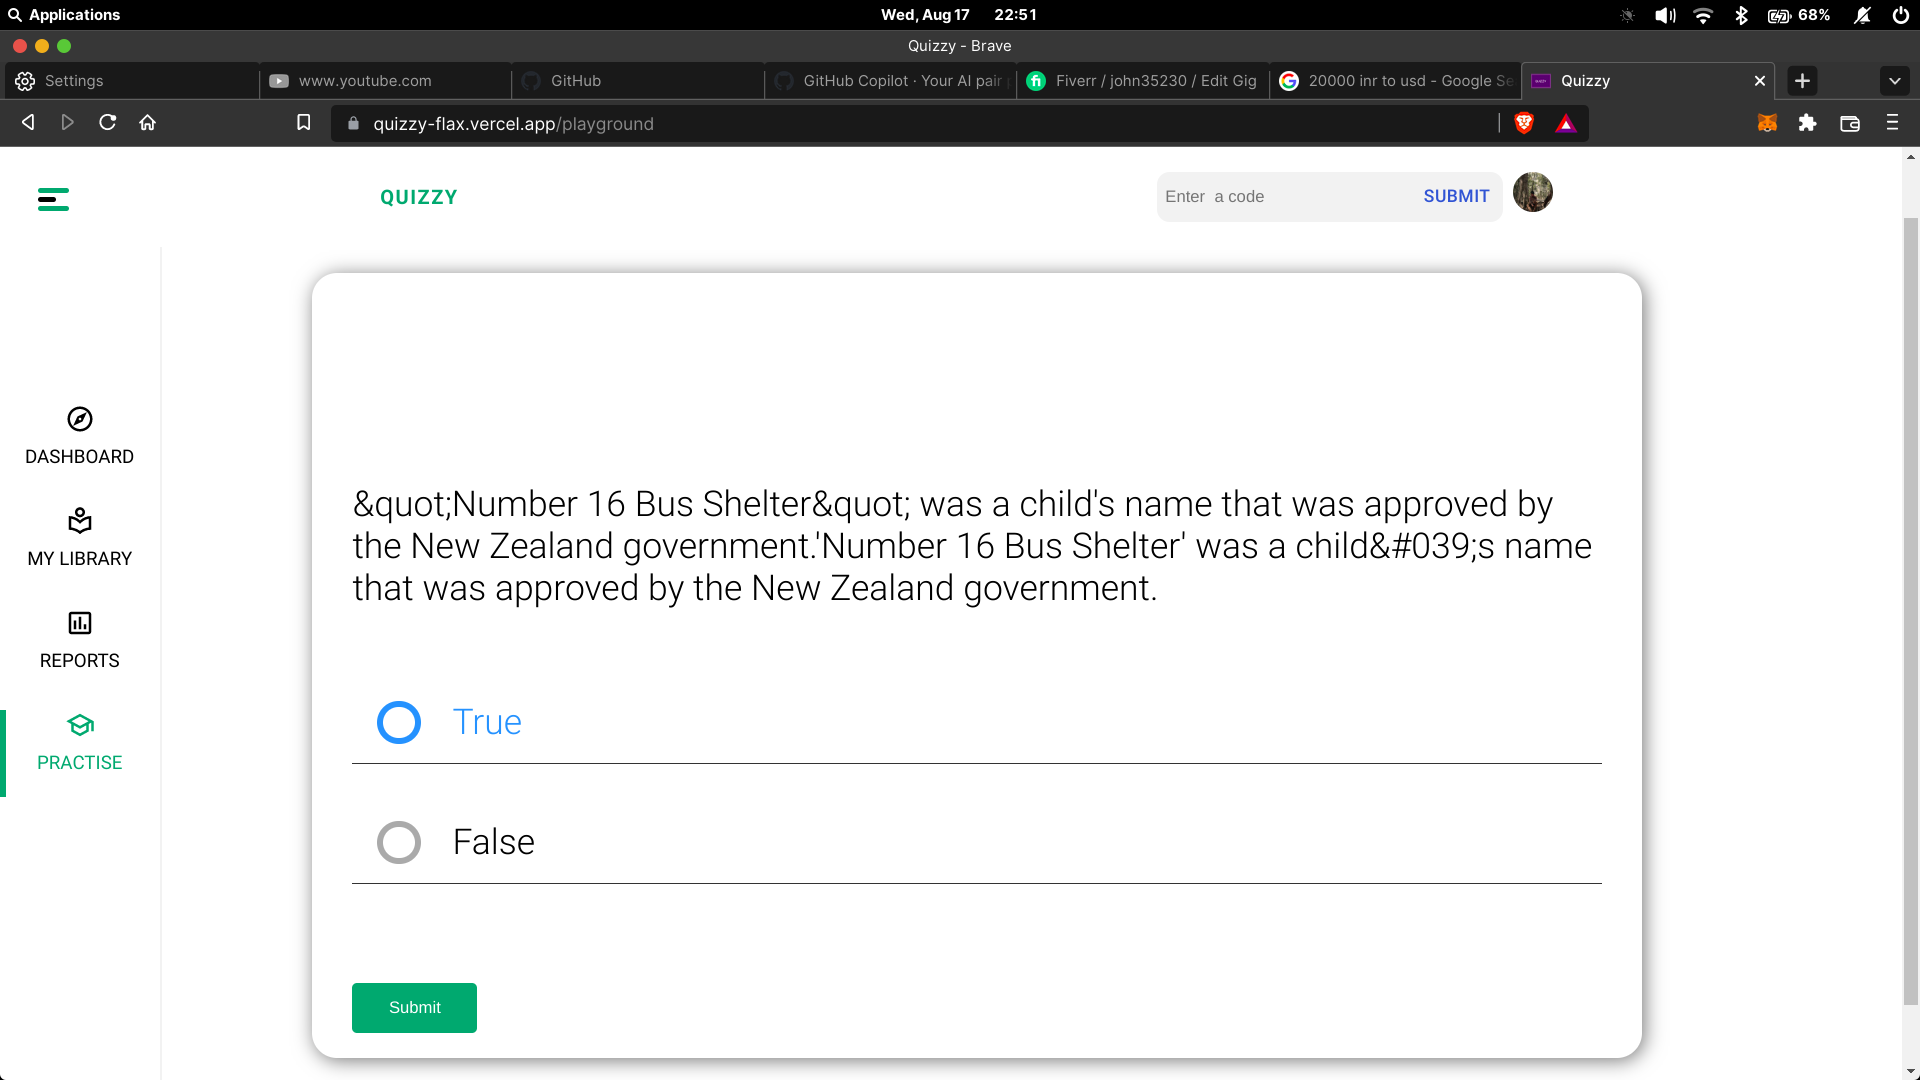 Applications
Wed, Aug 17 22:51
68%
Quizzy - Brave
Settings
www.youtube.com
GitHub
GitHub Copilot · Your AI pair
Fiverr / john35230 / Edit Gig
20000 inr to usd - Google Se
Quizzy
quizzy-flax.vercel.app/playground
QUIZZY
Enter a code
SUBMIT
DASHBOARD
MY LIBRARY
REPORTS
PRACTISE
&quot;Number 16 Bus Shelter&quot; was a child's name that was approved by
the New Zealand government.'Number 16 Bus Shelter' was a child&#039;s name
that was approved by the New Zealand government.
True
False
Submit